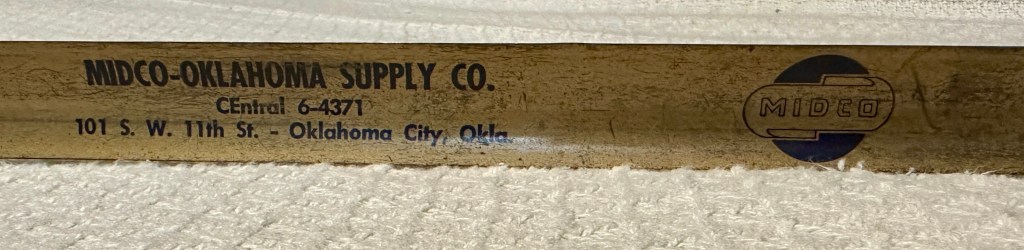 MIDCO-OKLAHOMA SUPPLY CO.
CEntral 6-4371
101 S. W. 11th St. - Oklahoma City, Okla.
MIDCO